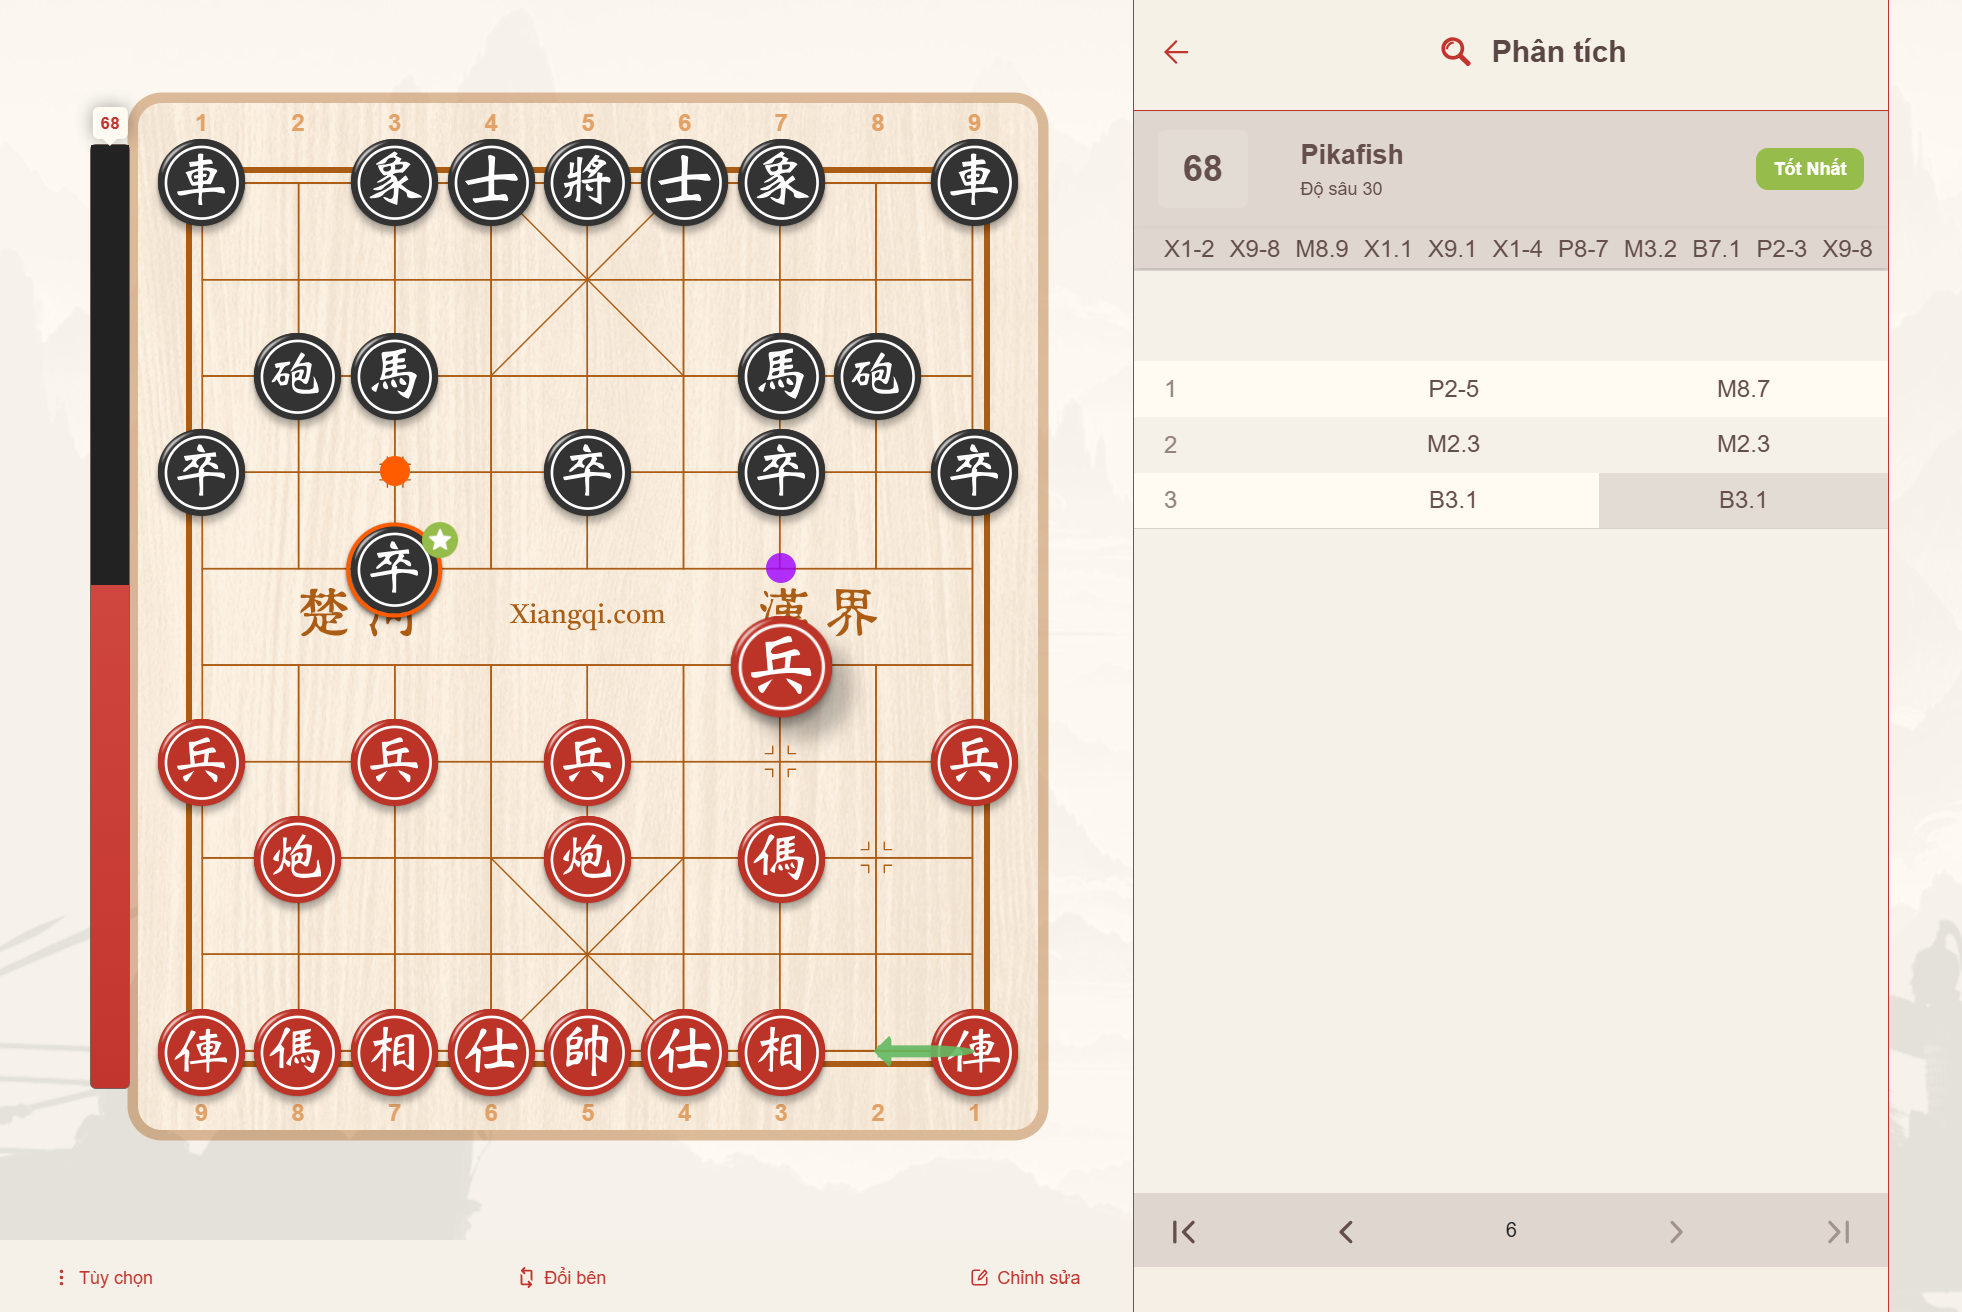 68
1 2 3 4 5 6 7 8 9
車 象 士 將 士 象 車
砲 馬 馬 砲
卒 卒 卒 卒
卒
楚 河 Xiangqi.com 漢 界
兵
兵 兵 兵 兵
炮 炮 傌
俥 傌 相 仕 帥 仕 相 俥
9 8 7 6 5 4 3 2 1
Tùy chọn
Đổi bên
Chỉnh sửa
Phân tích
68
Pikafish
Độ sâu 30
Tốt Nhất
X1-2 X9-8 M8.9 X1.1 X9.1 X1-4 P8-7 M3.2 B7.1 P2-3 X9-8
1 P2-5 M8.7
2 M2.3 M2.3
3 B3.1 B3.1
6